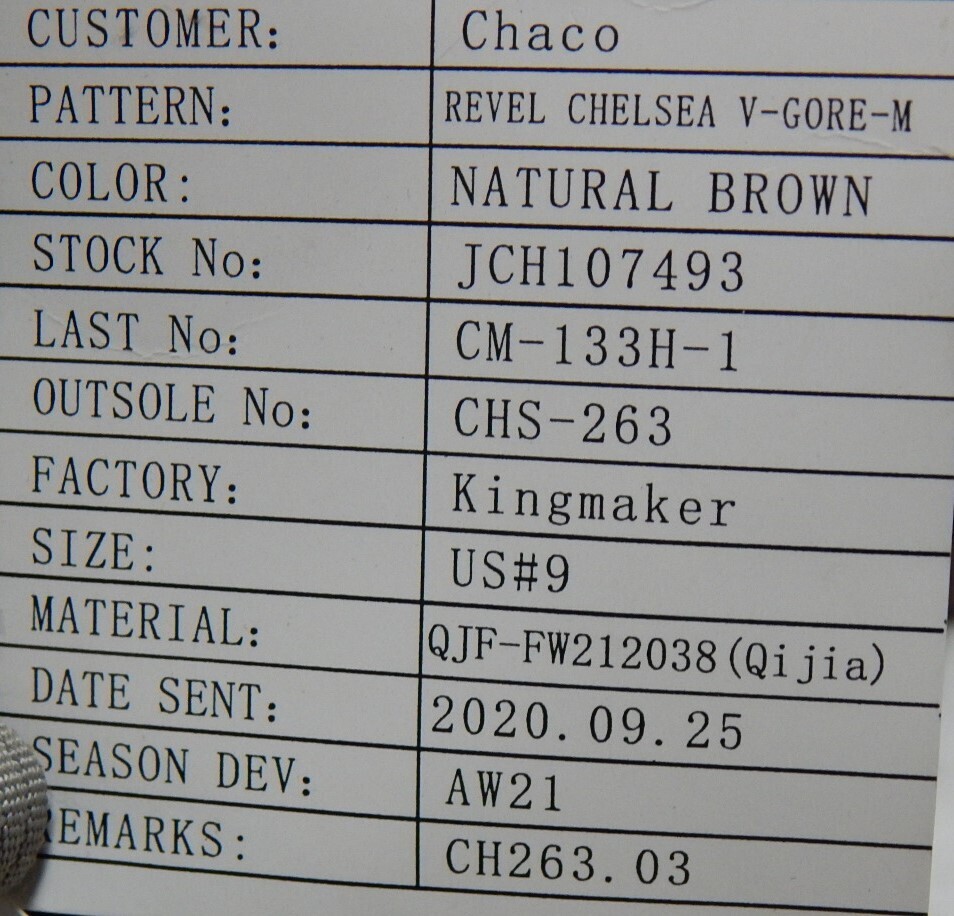 CUSTOMER: Chaco
PATTERN: REVEL CHELSEA V-GORE-M
COLOR: NATURAL BROWN
STOCK No: JCH107493
LAST No: CM-133H-1
OUTSOLE No: CHS-263
FACTORY: Kingmaker
SIZE: US#9
MATERIAL: QJF-FW212038(Qijia)
DATE SENT: 2020.09.25
SEASON DEV: AW21
REMARKS: CH263.03